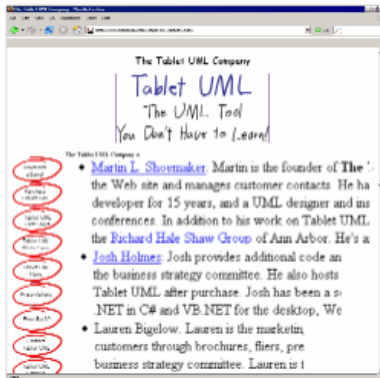 The Tablet UML Company
Tablet UML
The UML Tool
You Don't Have to Learn!
The Tablet UML Company is
Martin L. Shoemaker. Martin is the founder of The
the Web site and manages customer contacts. He ha
developer for 15 years, and a UML designer and ins
conferences. In addition to his work on Tablet UML
the Richard Hale Shaw Group of Ann Arbor. He's a
Josh Holmes: Josh provides additional code an
the business strategy committee. He also hosts
Tablet UML after purchase. Josh has been a so
.NET in C# and VB.NET for the desktop, We
Lauren Bigelow. Lauren is the marketin
customers through brochures, fliers, pre
business strategy committee. Lauren is t